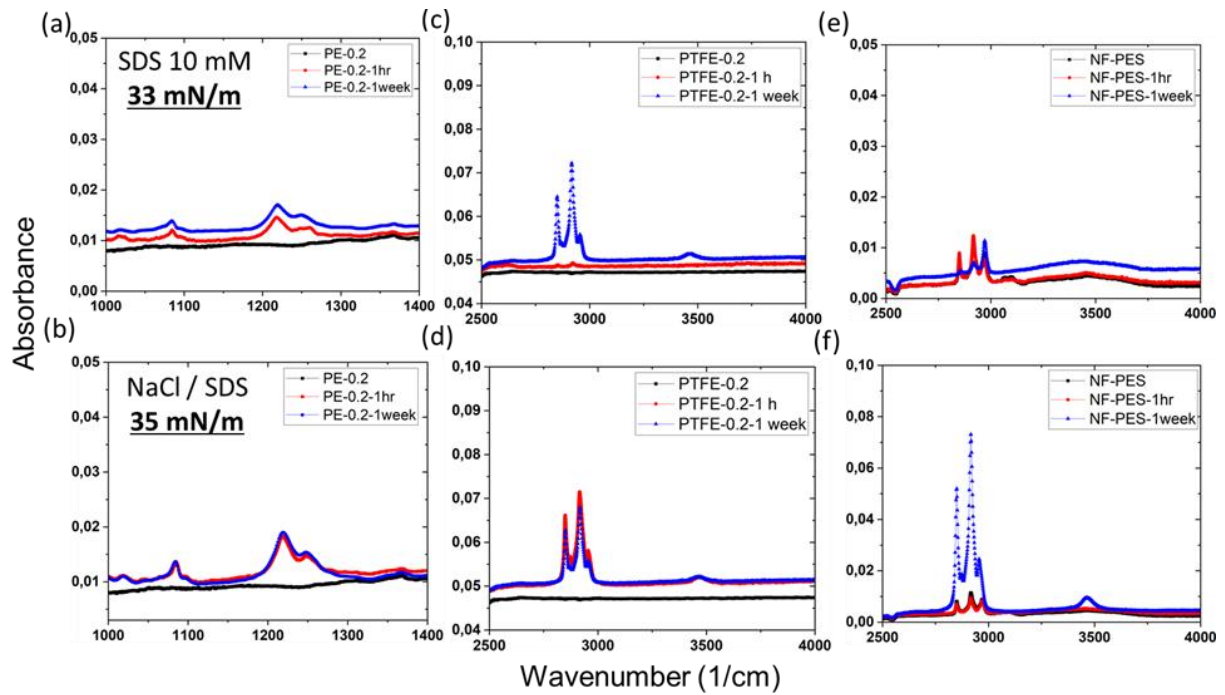 (a)
SDS 10 mM
33 mN/m
PE-0.2
PE-0.2-1hr
PE-0.2-1week
0,05
0,04
0,03
0,02
0,01
0,00
1000 1100 1200 1300 1400
(c)
PTFE-0.2
PTFE-0.2-1 h
PTFE-0.2-1 week
0,10
0,09
0,08
0,07
0,06
0,05
0,04
2500 3000 3500 4000
(e)
NF-PES
NF-PES-1hr
NF-PES-1week
0,05
0,04
0,03
0,02
0,01
0,00
2500 3000 3500 4000
Absorbance
(b)
NaCl / SDS
35 mN/m
PE-0.2
PE-0.2-1hr
PE-0.2-1week
0,05
0,04
0,03
0,02
0,01
1000 1100 1200 1300 1400
(d)
PTFE-0.2
PTFE-0.2-1 h
PTFE-0.2-1 week
0,10
0,09
0,08
0,07
0,06
0,05
0,04
2500 3000 3500 4000
(f)
NF-PES
NF-PES-1hr
NF-PES-1week
0,10
0,08
0,06
0,04
0,02
0,00
2500 3000 3500 4000
Wavenumber (1/cm)